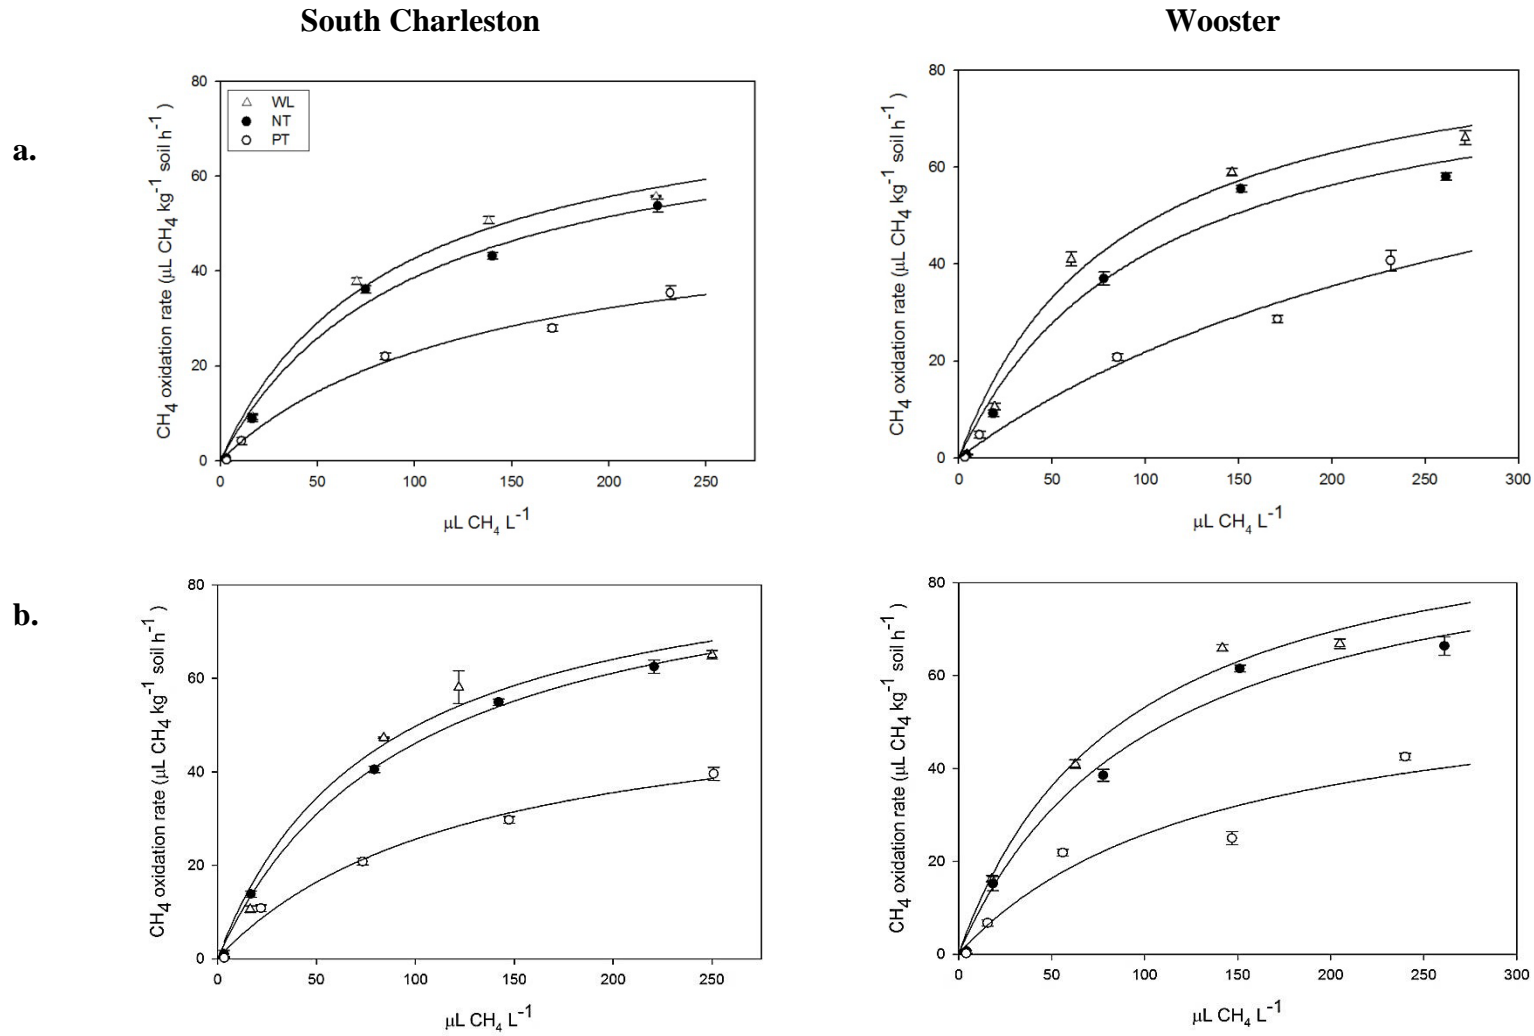 South Charleston
Wooster
a.
CH4 oxidation rate (μL CH4 kg-1 soil h-1 )
80
60
40
20
0
WL
NT
PT
0 50 100 150 200 250
μL CH4 L-1
CH4 oxidation rate (μL CH4 kg-1 soil h-1 )
80
60
40
20
0
0 50 100 150 200 250 300
μL CH4 L-1
b.
CH4 oxidation rate (μL CH4 kg-1 soil h-1 )
80
60
40
20
0
0 50 100 150 200 250
μL CH4 L-1
CH4 oxidation rate (μL CH4 kg-1 soil h-1 )
80
60
40
20
0
0 50 100 150 200 250 300
μL CH4 L-1